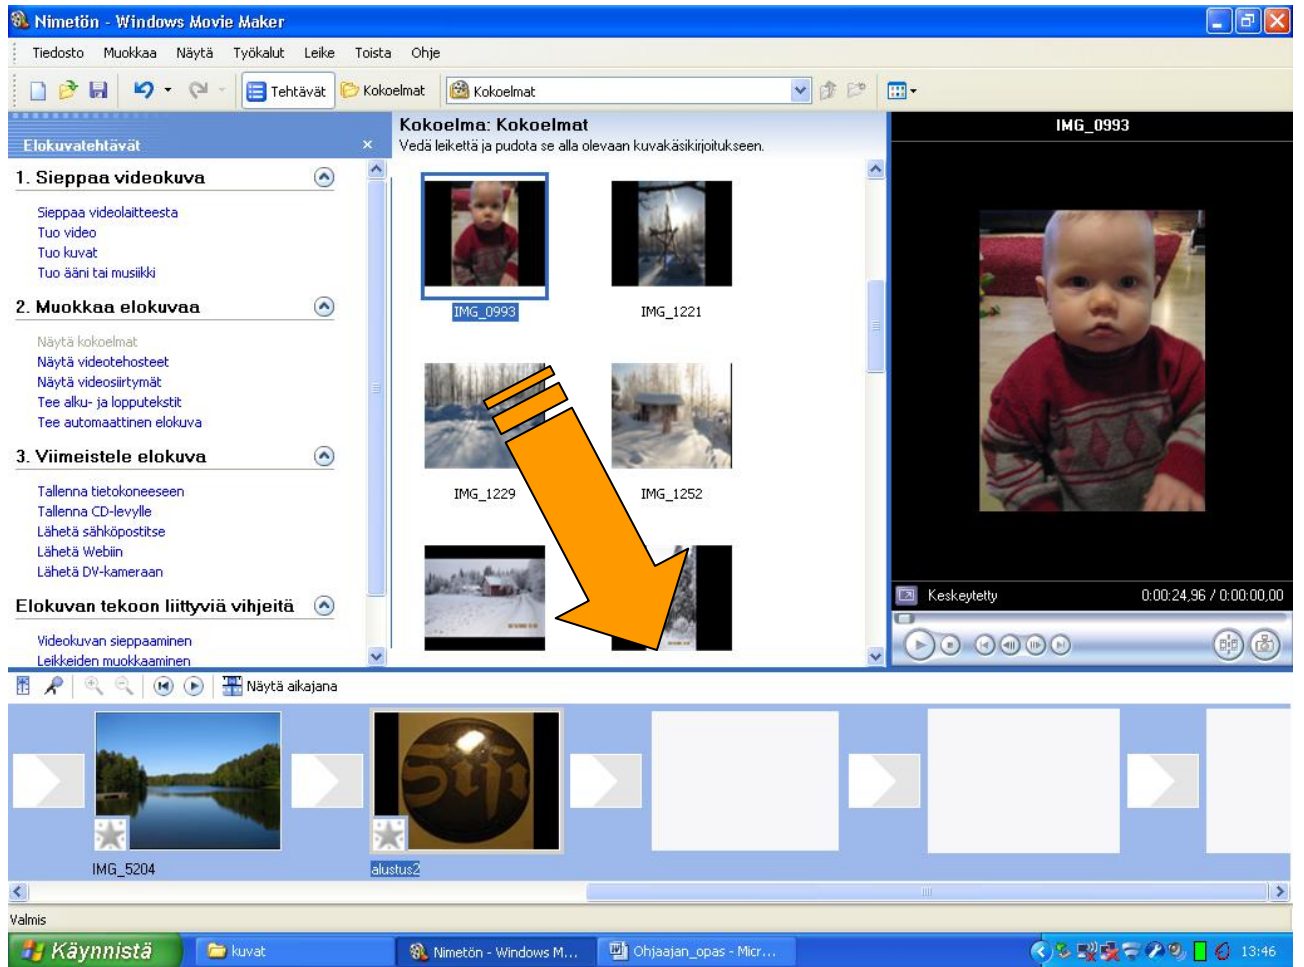 Nimetön - Windows Movie Maker
Tiedosto Muokkaa Näytä Työkalut Leike Toista Ohje
Tehtävät Kokoelmat Kokoelmat
Elokuvatehtävät
1. Sieppaa videokuva
Sieppaa videolaitteesta
Tuo video
Tuo kuvat
Tuo ääni tai musiikki
2. Muokkaa elokuvaa
Näytä kokoelmat
Näytä videotehosteet
Näytä videosiirtymät
Tee alku- ja lopputekstit
Tee automaattinen elokuva
3. Viimeistele elokuva
Tallenna tietokoneeseen
Tallenna CD-levylle
Lähetä sähköpostitse
Lähetä Webiin
Lähetä DV-kameraan
Elokuvan tekoon liittyviä vihjeitä
Videokuvan sieppaaminen
Leikkeiden muokkaaminen
Kokoelma: Kokoelmat
Vedä leikettä ja pudota se alla olevaan kuvakäsikirjoitukseen.
IMG_0993 IMG_1221
IMG_1229 IMG_1252
IMG_0993
Keskeytetty 0:00:24,96 / 0:00:00,00
Näytä aikajana
Sisi
IMG_5204 alustus2
Valmis
Käynnistä kuvat Nimetön - Windows M... Ohjaajan_opas - Micr... 13:46